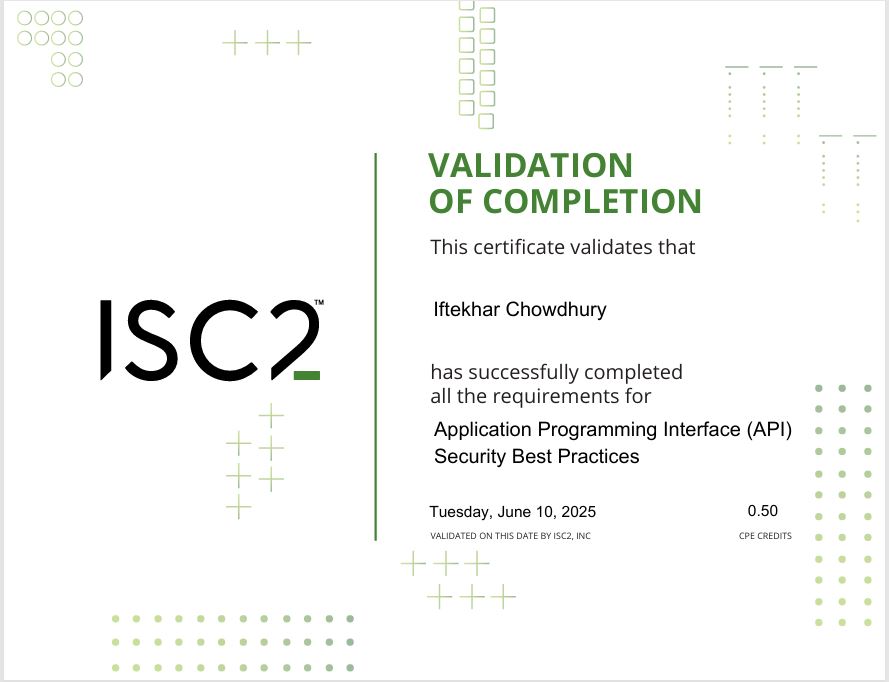 VALIDATION
OF COMPLETION
This certificate validates that
ISC2™
Iftekhar Chowdhury
has successfully completed
all the requirements for
Application Programming Interface (API)
Security Best Practices
Tuesday, June 10, 2025
0.50
VALIDATED ON THIS DATE BY ISC2, INC
CPE CREDITS